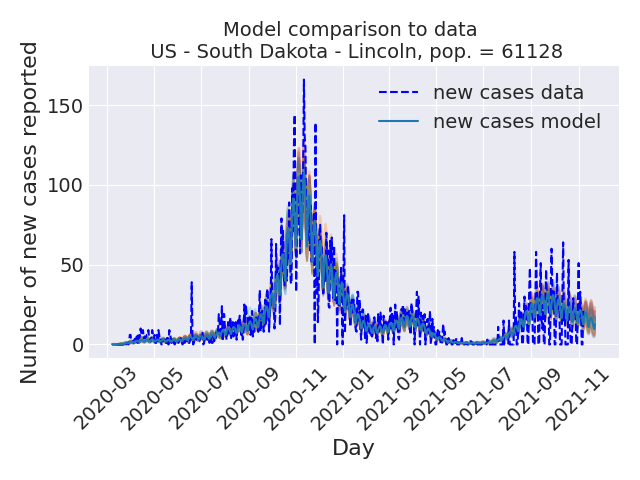 Model comparison to data
US - South Dakota - Lincoln, pop. = 61128
new cases data
new cases model
Number of new cases reported
150
100
50
0
2020-03
2020-05
2020-07
2020-09
2020-11
2021-01
2021-03
2021-05
2021-07
2021-09
2021-11
Day